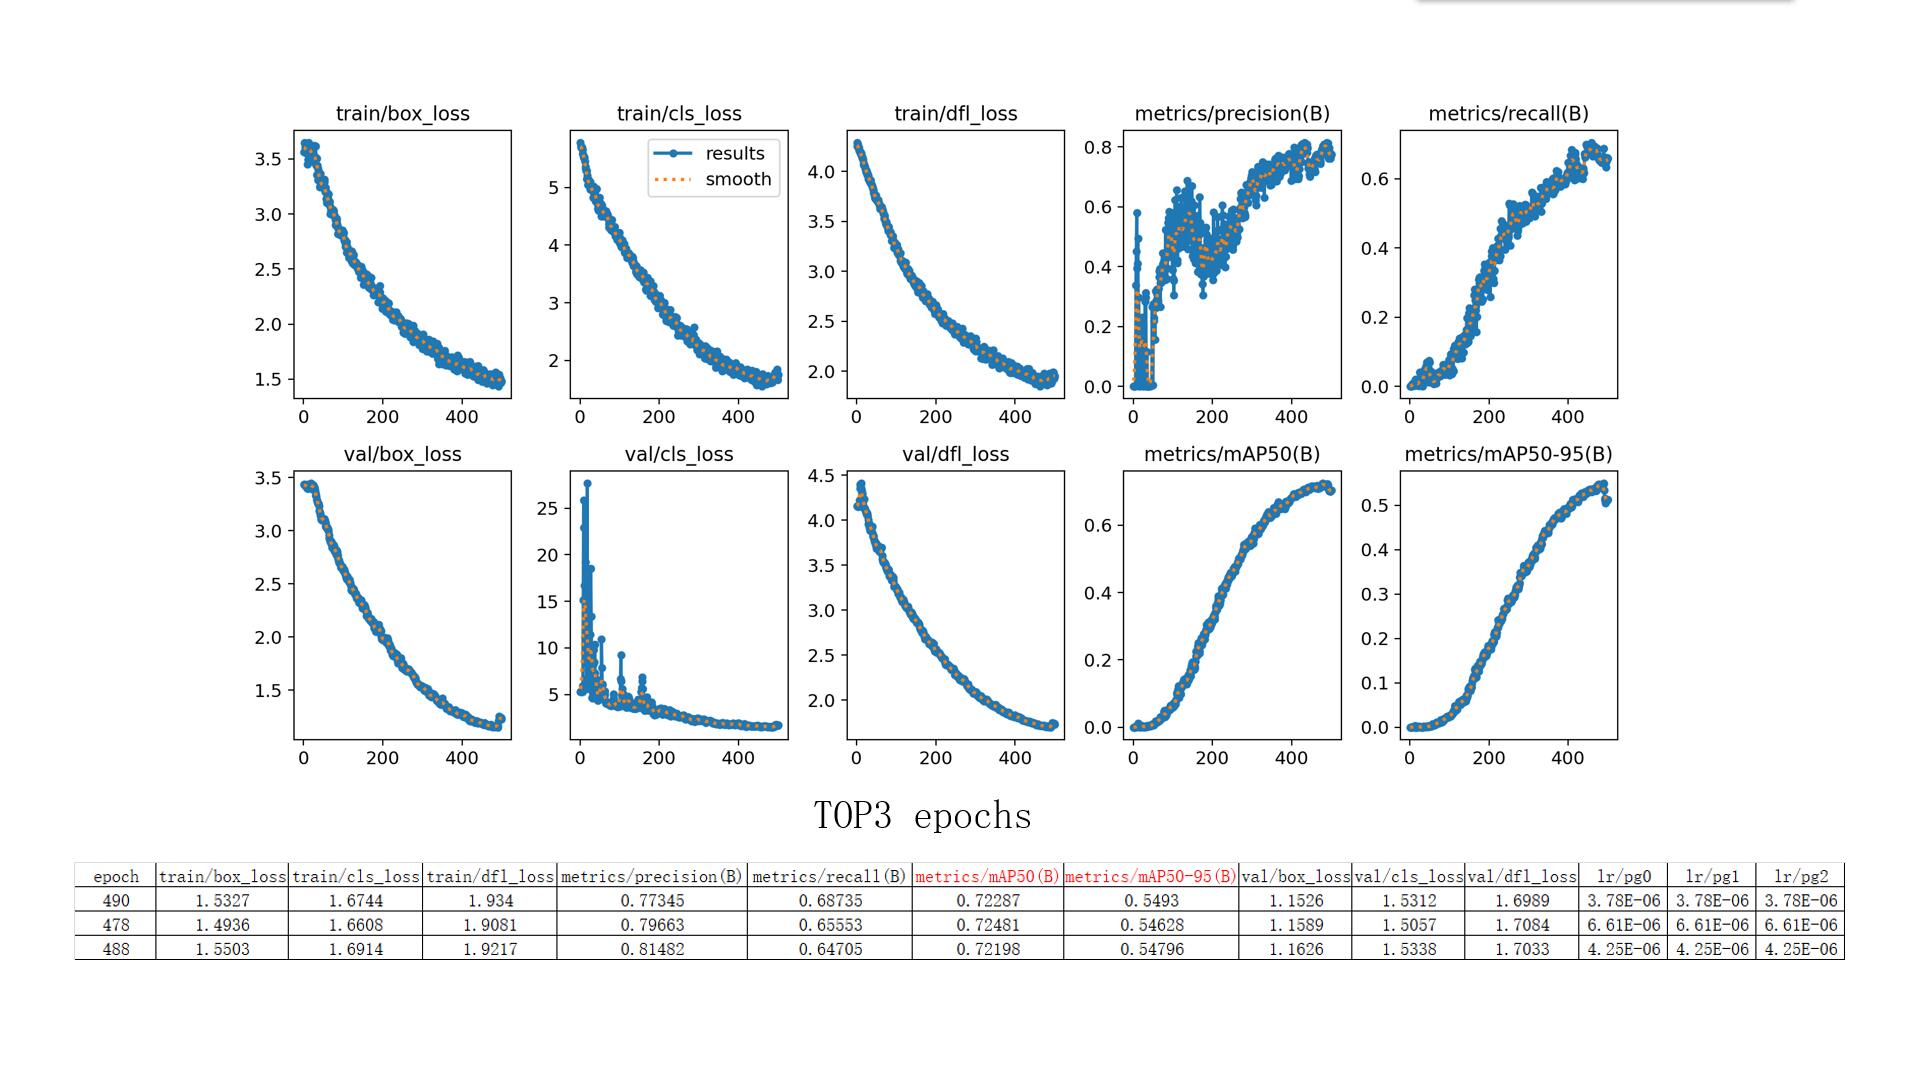 train/box_loss train/cls_loss train/dfl_loss metrics/precision(B) metrics/recall(B)
results
smooth
3.5
3.0
2.5
2.0
1.5
0 200 400
5
4
3
2
0 200 400
4.0
3.5
3.0
2.5
2.0
0 200 400
0.8
0.6
0.4
0.2
0.0
0 200 400
0.6
0.4
0.2
0.0
0 200 400
val/box_loss val/cls_loss val/dfl_loss metrics/mAP50(B) metrics/mAP50-95(B)
3.5
3.0
2.5
2.0
1.5
0 200 400
25
20
15
10
5
0 200 400
4.5
4.0
3.5
3.0
2.5
2.0
0 200 400
0.6
0.4
0.2
0.0
0 200 400
0.5
0.4
0.3
0.2
0.1
0.0
0 200 400
TOP3 epochs
epoch train/box_loss train/cls_loss train/dfl_loss metrics/precision(B) metrics/recall(B) metrics/mAP50(B) metrics/mAP50-95(B) val/box_loss val/cls_loss val/dfl_loss lr/pg0 lr/pg1 lr/pg2
490 1.5327 1.6744 1.934 0.77345 0.68735 0.72287 0.5493 1.1526 1.5312 1.6989 3.78E-06 3.78E-06 3.78E-06
478 1.4936 1.6608 1.9081 0.79663 0.65553 0.72481 0.54628 1.1589 1.5057 1.7084 6.61E-06 6.61E-06 6.61E-06
488 1.5503 1.6914 1.9217 0.81482 0.64705 0.72198 0.54796 1.1626 1.5338 1.7033 4.25E-06 4.25E-06 4.25E-06